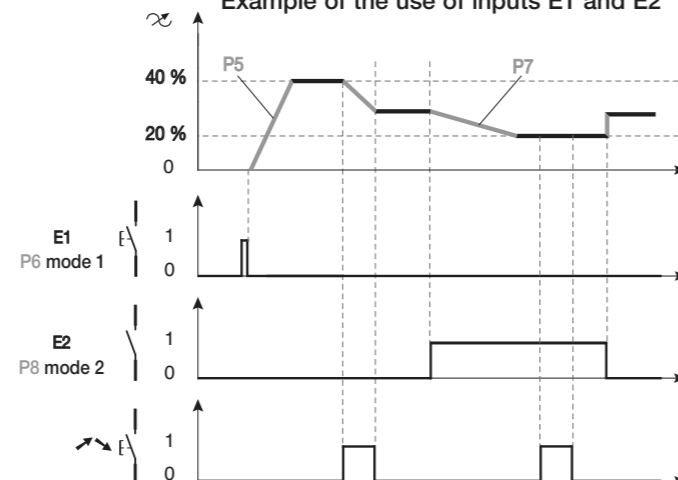 Example of the use of inputs E1 and E2
P5
P7
40 %
20 %
0
E1
P6 mode 1
1
0
E2
P8 mode 2
1
0
1
0